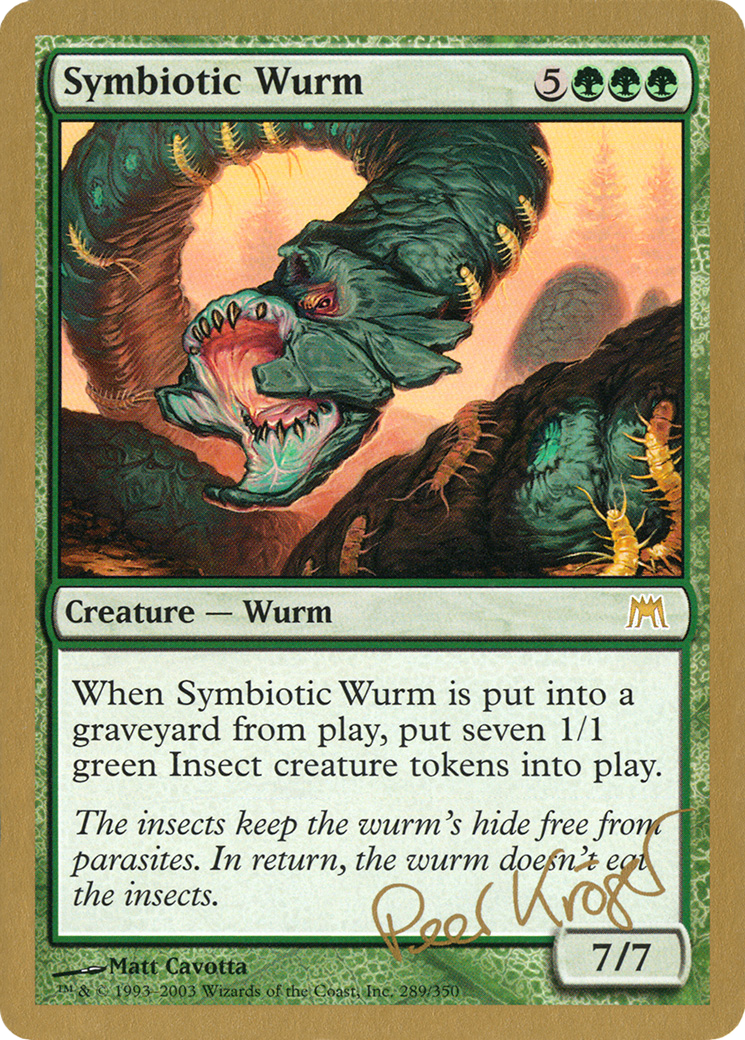 Symbiotic Wurm 5
Creature — Wurm
When Symbiotic Wurm is put into a
graveyard from play, put seven 1/1
green Insect creature tokens into play.
The insects keep the wurm's hide free from
parasites. In return, the wurm doesn't eat
the insects.
Peer Kröger
7/7
Matt Cavotta
™ & © 1993–2003 Wizards of the Coast, Inc. 289/350